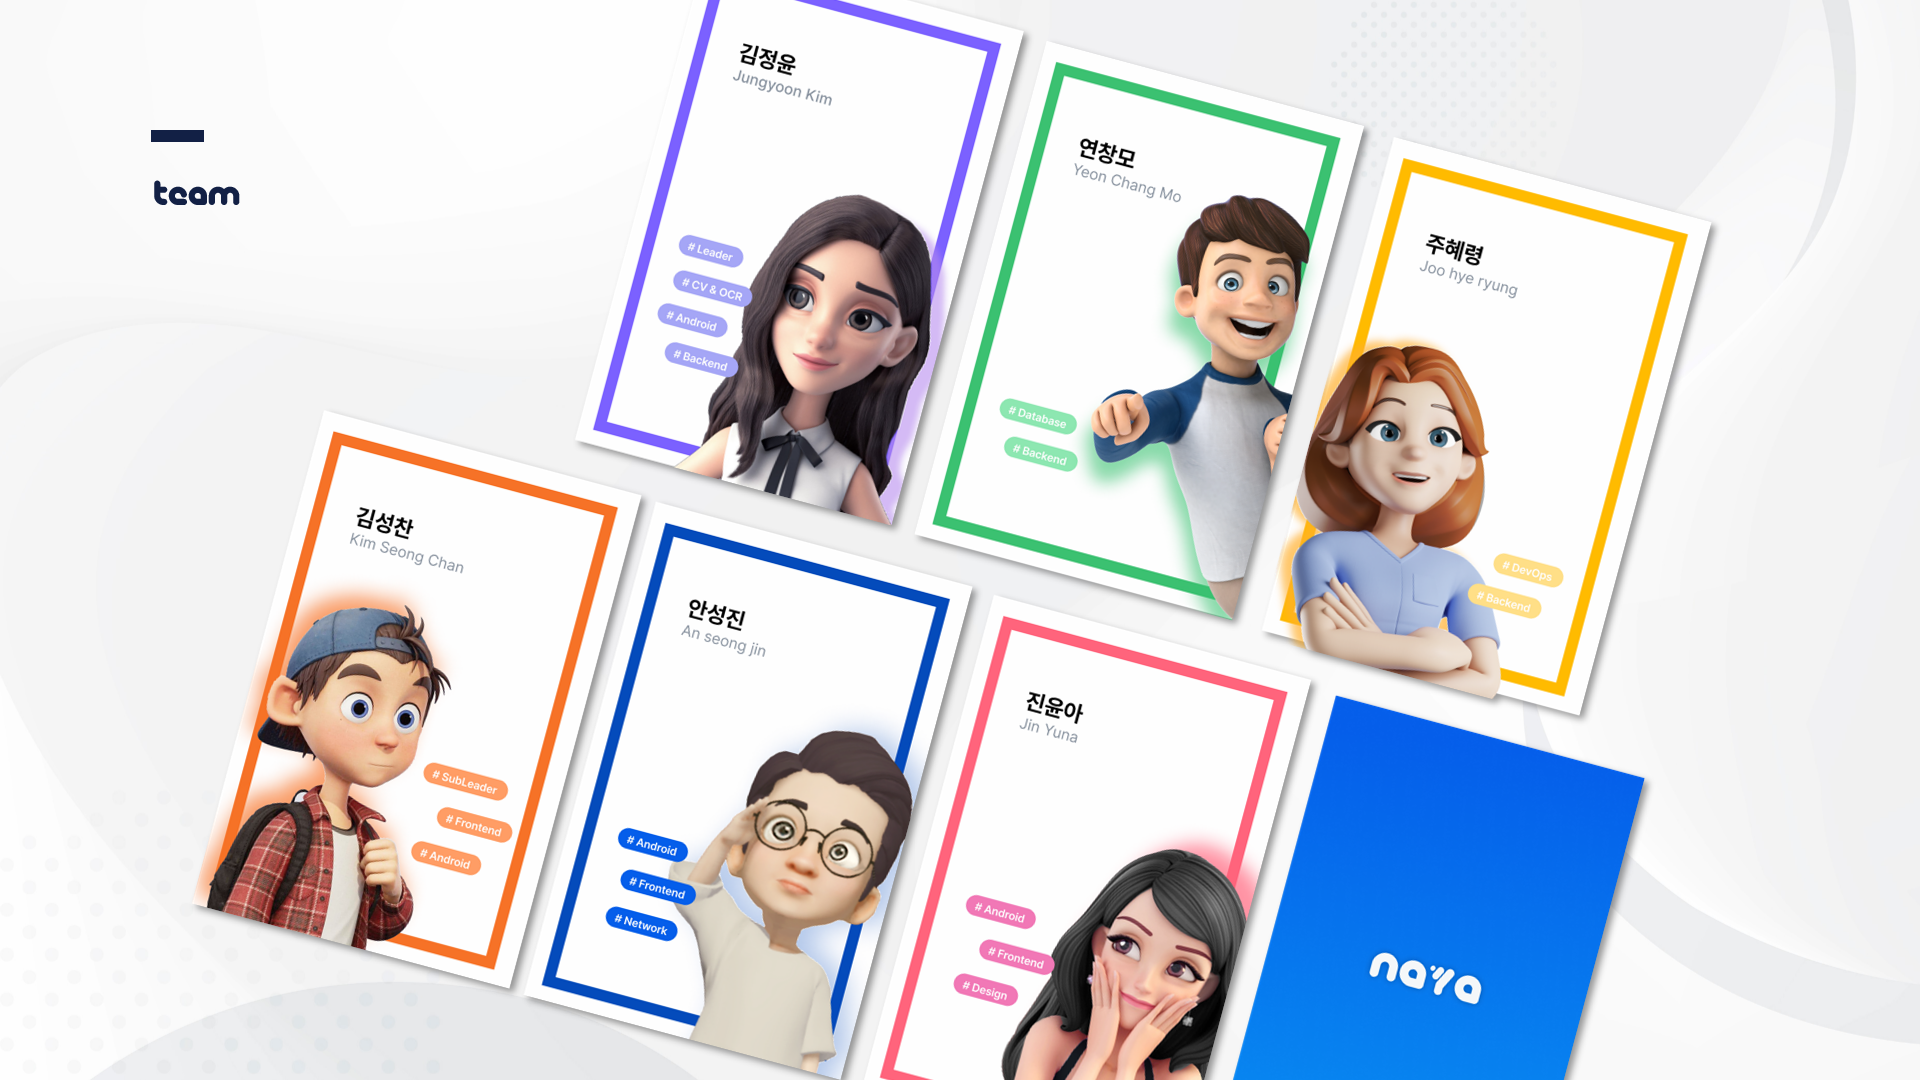 team
김정윤
Jungyoon Kim
# Leader
# CV & OCR
# Android
# Backend
연창모
Yeon Chang Mo
# Database
# Backend
주혜령
Joo hye ryung
# DevOps
# Backend
김성찬
Kim Seong Chan
# SubLeader
# Frontend
# Android
안성진
An seong jin
# Android
# Frontend
# Network
진윤아
Jin Yuna
# Android
# Frontend
# Design
naya